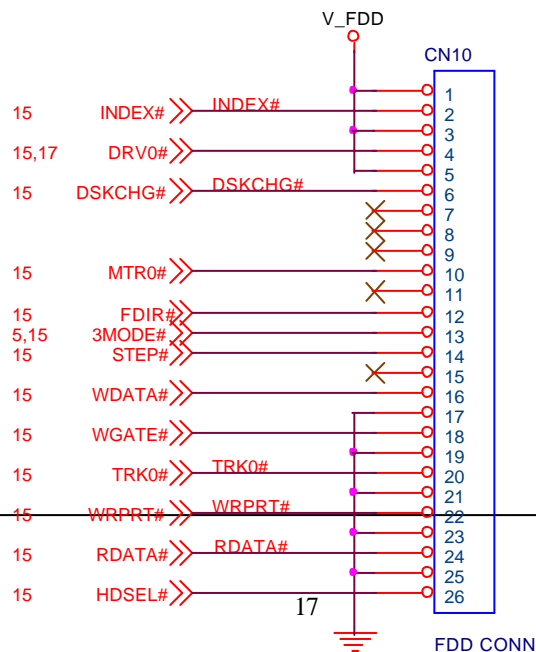 V_FDD
CN10
1
15 INDEX# INDEX# 2
3
15,17 DRV0# 4
5
15 DSKCHG# DSKCHG# 6
7
8
9
15 MTR0# 10
11
15 FDIR# 12
5,15 3MODE# 13
15 STEP# 14
15
15 WDATA# 16
17
15 WGATE# 18
19
15 TRK0# TRK0# 20
21
15 WRPRT# WRPRT# 22
23
15 RDATA# RDATA# 24
25
15 HDSEL# 26
17
FDD CONN